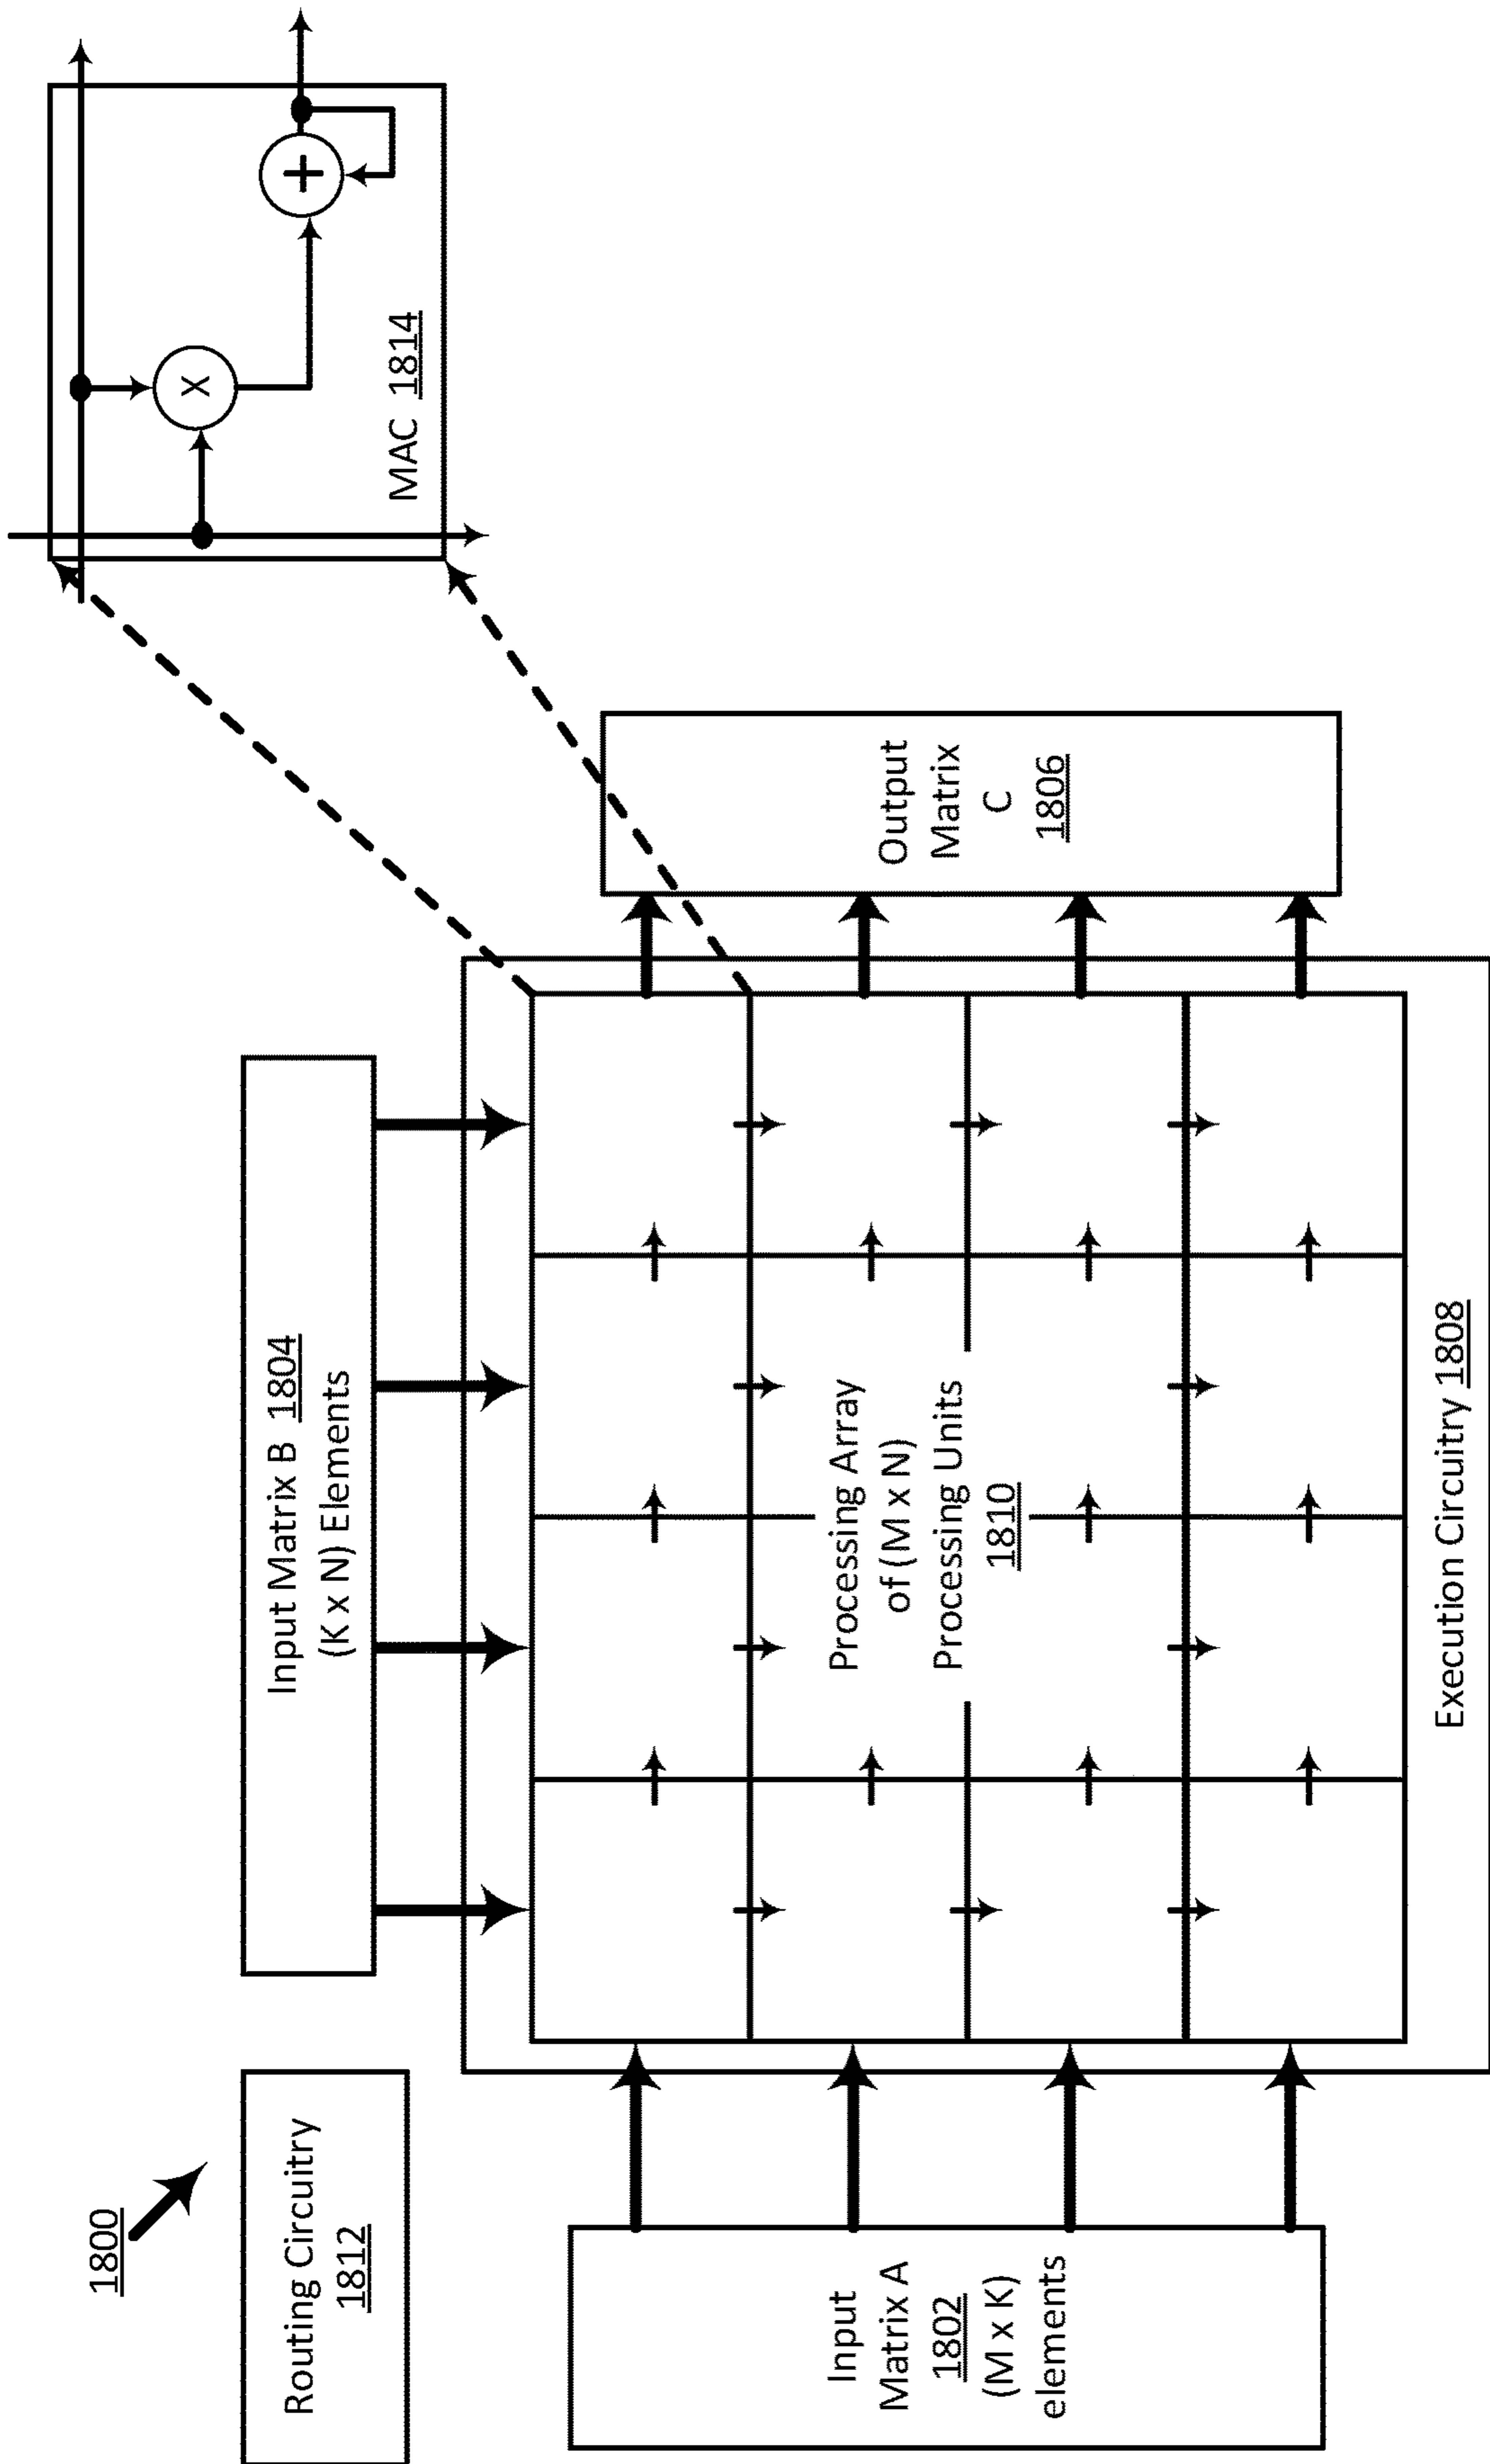 1800
Routing Circuitry
1812
Input Matrix B 1804
(K x N) Elements
MAC 1814
X
+
Input
Matrix A
1802
(M x K)
elements
Processing Array
of (M x N)
Processing Units
1810
Output
Matrix
C
1806
Execution Circuitry 1808